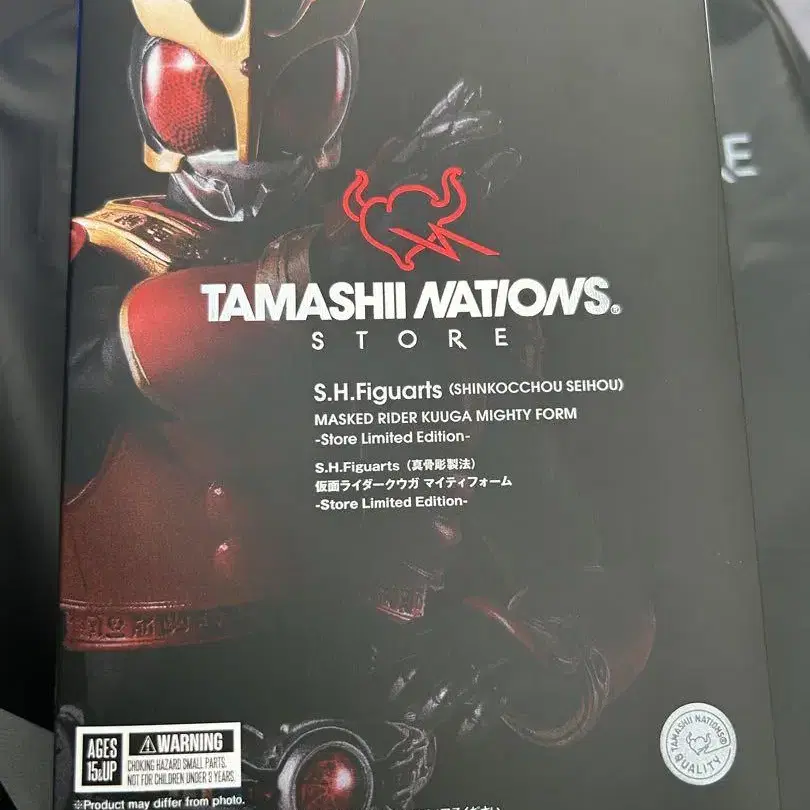 E
TAMASHII NATIONS®
STORE
S.H.Figuarts (SHINKOCCHOU SEIHOU)
MASKED RIDER KUUGA MIGHTY FORM
-Store Limited Edition-
S.H.Figuarts（真骨彫製法）
仮面ライダークウガ マイティフォーム
-Store Limited Edition-
TAMASHII NATIONS®
QUALITY
AGES
15&UP
WARNING
CHOKING HAZARD SMALL PARTS.
NOT FOR CHILDREN UNDER 3 YEARS.
※Product may differ from photo.